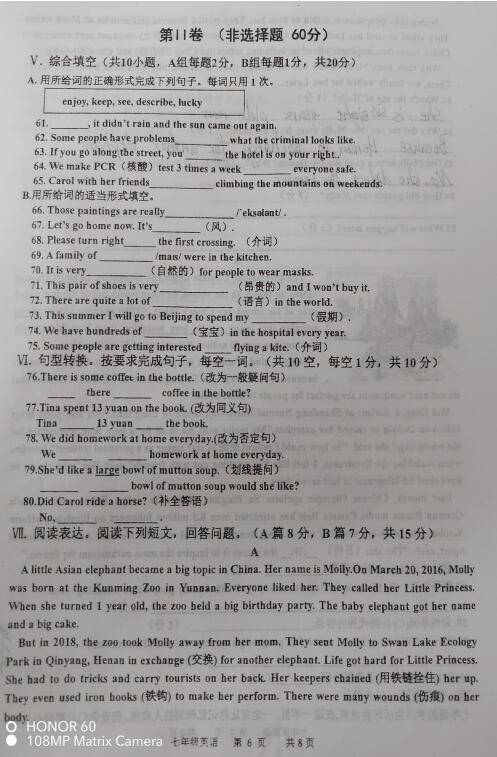 第II卷 （非选择题 60分）
Ⅴ. 综合填空（共10小题，A组每题2分，B组每题1分，共20分）
A. 用所给词的正确形式完成下列句子。每词只用 1 次。
enjoy, keep, see, describe, lucky
61. ______, it didn't rain and the sun came out again.
62. Some people have problems________ what the criminal looks like.
63. If you go along the street, you ______ the hotel is on your right..
64. We make PCR（核酸）test 3 times a week ________ everyone safe.
65. Carol with her friends__________ climbing the mountains on weekends.
B.用所给词的适当形式填空。
66. Those paintings are really__________ /ˈeksələnt/ .
67. Let's go home now. It's________（风）.
68. Please turn right______ the first crossing. （介词）
69. A family of ________ /maɪs/ were in the kitchen.
70. It is very__________（自然的）for people to wear masks.
71. This pair of shoes is very________ （昂贵的）and I won't buy it.
72. There are quite a lot of __________（语言）in the world.
73. This summer I will go to Beijing to spend my ________（假期）.
74. We have hundreds of ________（宝宝）in the hospital every year.
75. Some people are getting interested ____ flying a kite.（介词）
Ⅵ. 句型转换。按要求完成句子，每空一词。（共 10 空，每空 1 分，共 10 分）
76.There is some coffee in the bottle.（改为一般疑问句）
_____ there ______ coffee in the bottle?
77.Tina spent 13 yuan on the book. (改为同义句)
Tina ______ 13 yuan _____ the book.
78. We did homework at home everyday.(改为否定句)
We _____ ________ homework at home everyday.
79.She'd like a large bowl of mutton soup.（划线提问）
______ ________ bowl of mutton soup would she like?
80.Did Carol ride a horse?（补全答语）
No, ______ ________.
Ⅶ. 阅读表达。阅读下列短文，回答问题。（A 篇 8 分，B 篇 7 分，共 15 分）
A
A little Asian elephant became a big topic in China. Her name is Molly.On March 20, 2016, Molly
was born at the Kunming Zoo in Yunnan. Everyone liked her. They called her Little Princess.
When she turned 1 year old, the zoo held a big birthday party. The baby elephant got her name
and a big cake.
But in 2018, the zoo took Molly away from her mom. They sent Molly to Swan Lake Ecology
Park in Qinyang, Henan in exchange (交换) for another elephant. Life got hard for Little Princess.
She had to do tricks and carry tourists on her back. Her keepers chained (用铁链拴住) her up.
They even used iron hooks (铁钩) to make her perform. There were many wounds (伤痕) on her
body.
HONOR 60
108MP Matrix Camera
七年级英语 第 6 页 共 8 页